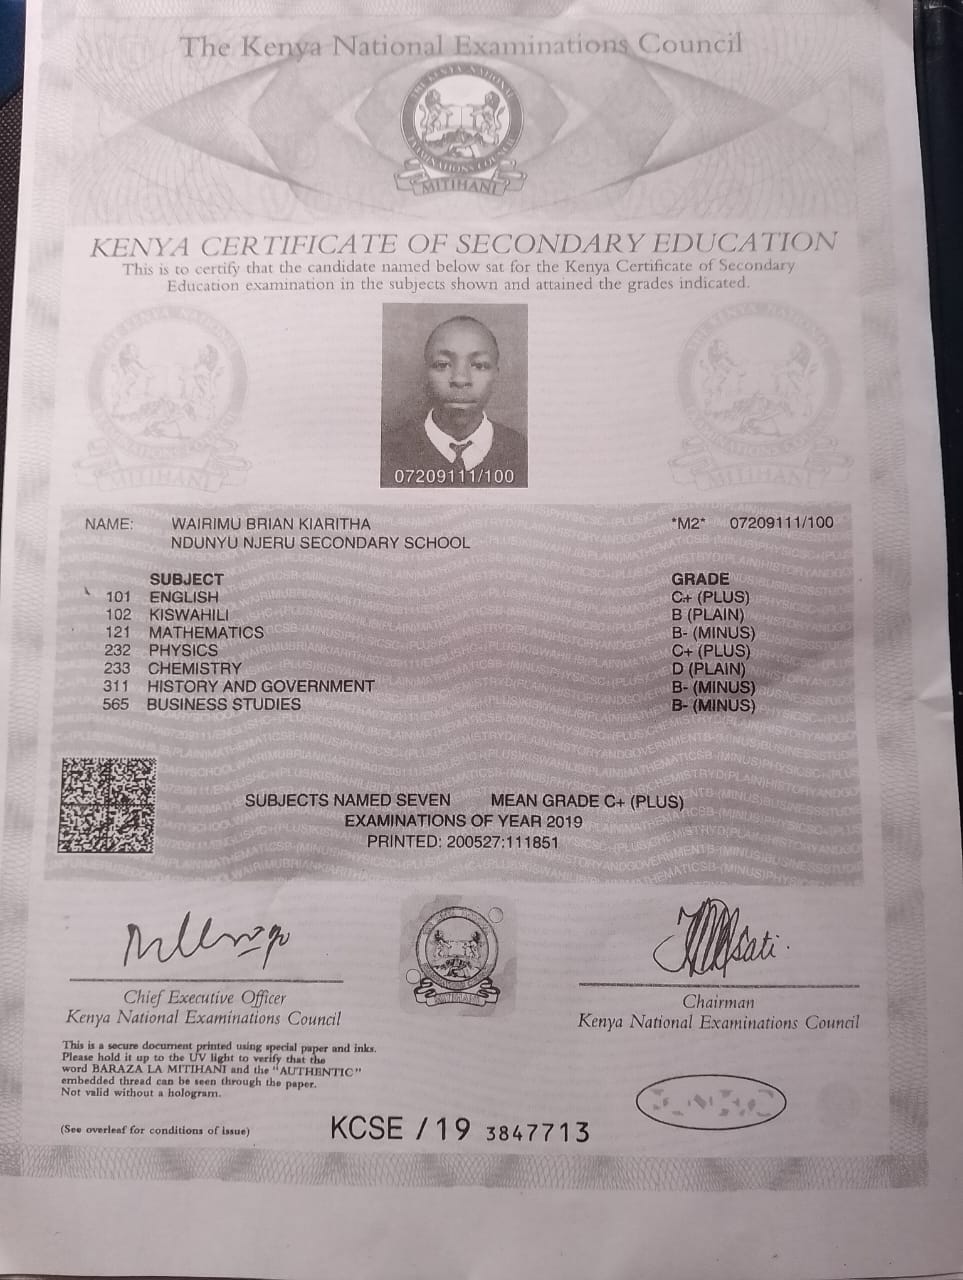 The Kenya National Examinations Council
THE KENYA NATIONAL
EXAMINATIONS COUNCIL
MITIHANI
KENYA CERTIFICATE OF SECONDARY EDUCATION
This is to certify that the candidate named below sat for the Kenya Certificate of Secondary
Education examination in the subjects shown and attained the grades indicated.
07209111/100
NAME: WAIRIMU BRIAN KIARITHA *M2* 07209111/100
NDUNYU NJERU SECONDARY SCHOOL
SUBJECT GRADE
101 ENGLISH C+ (PLUS)
102 KISWAHILI B (PLAIN)
121 MATHEMATICS B- (MINUS)
232 PHYSICS C+ (PLUS)
233 CHEMISTRY D (PLAIN)
311 HISTORY AND GOVERNMENT B- (MINUS)
565 BUSINESS STUDIES B- (MINUS)
SUBJECTS NAMED SEVEN MEAN GRADE C+ (PLUS)
EXAMINATIONS OF YEAR 2019
PRINTED: 200527:111851
Chief Executive Officer
Kenya National Examinations Council
Chairman
Kenya National Examinations Council
This is a secure document printed using special paper and inks.
Please hold it up to the UV light to verify that the
word BARAZA LA MITIHANI and the "AUTHENTIC"
embedded thread can be seen through the paper.
Not valid without a hologram.
(See overleaf for conditions of issue)
KCSE / 19 3847713